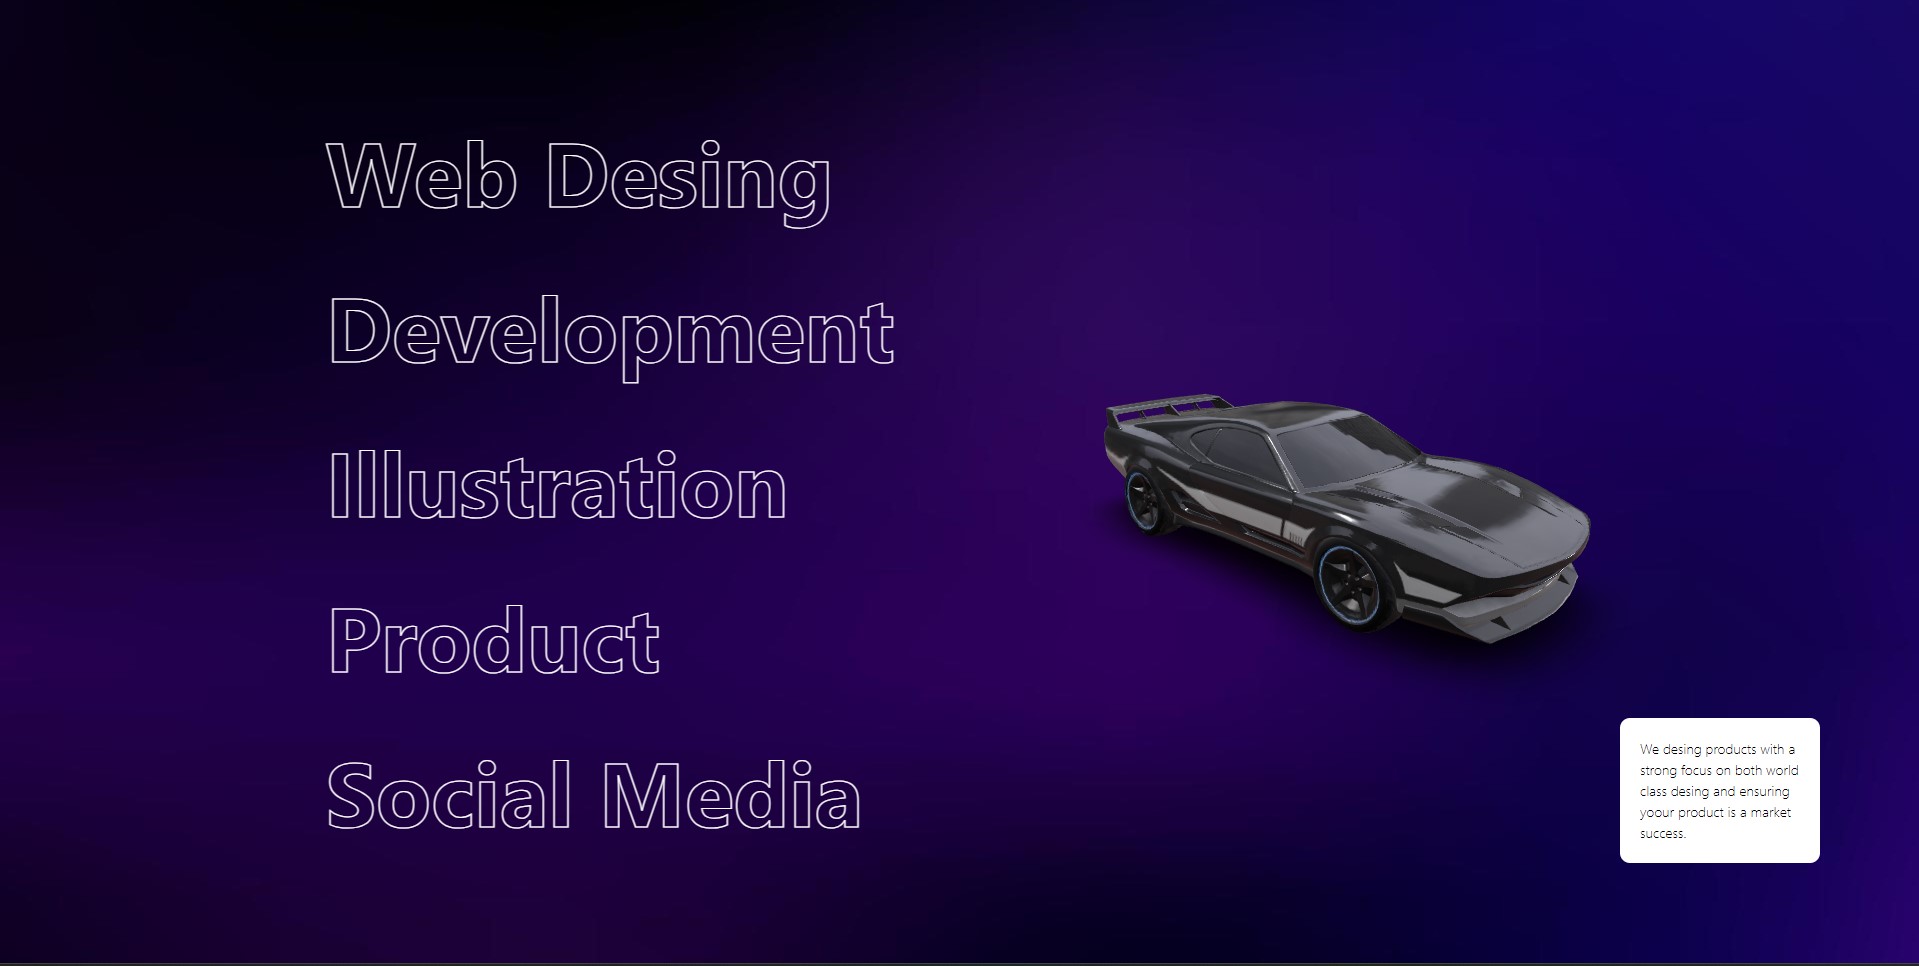 Web Desing
Development
Illustration
Product
Social Media
We desing products with a
strong focus on both world
class desing and ensuring
yoour product is a market
success.